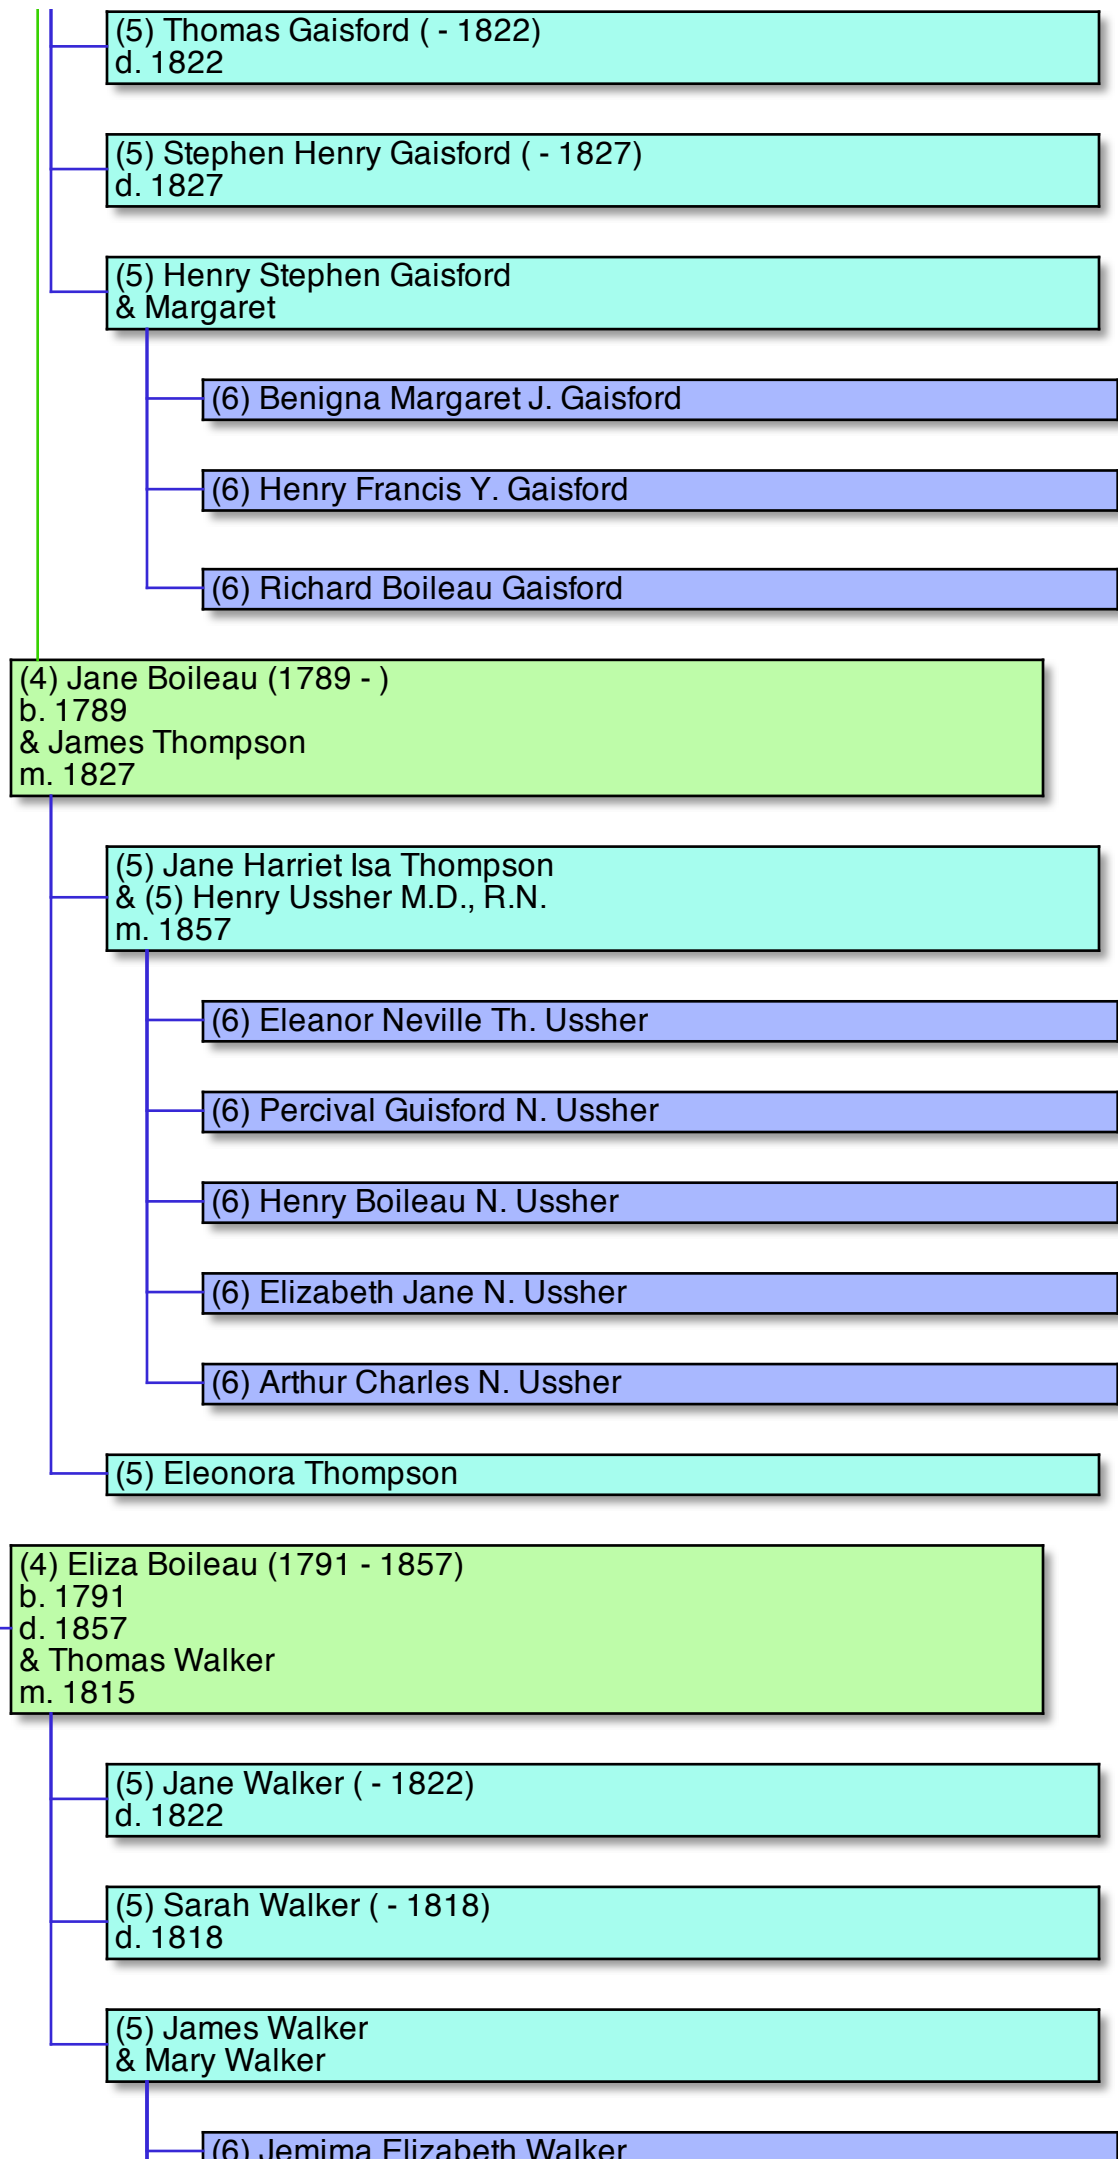 (5) Thomas Gaisford ( - 1822)
d. 1822
(5) Stephen Henry Gaisford ( - 1827)
d. 1827
(5) Henry Stephen Gaisford
& Margaret
(6) Benigna Margaret J. Gaisford
(6) Henry Francis Y. Gaisford
(6) Richard Boileau Gaisford
(4) Jane Boileau (1789 - )
b. 1789
& James Thompson
m. 1827
(5) Jane Harriet Isa Thompson
& (5) Henry Ussher M.D., R.N.
m. 1857
(6) Eleanor Neville Th. Ussher
(6) Percival Guisford N. Ussher
(6) Henry Boileau N. Ussher
(6) Elizabeth Jane N. Ussher
(6) Arthur Charles N. Ussher
(5) Eleonora Thompson
(4) Eliza Boileau (1791 - 1857)
b. 1791
d. 1857
& Thomas Walker
m. 1815
(5) Jane Walker ( - 1822)
d. 1822
(5) Sarah Walker ( - 1818)
d. 1818
(5) James Walker
& Mary Walker
(6) Jemima Elizabeth Walker